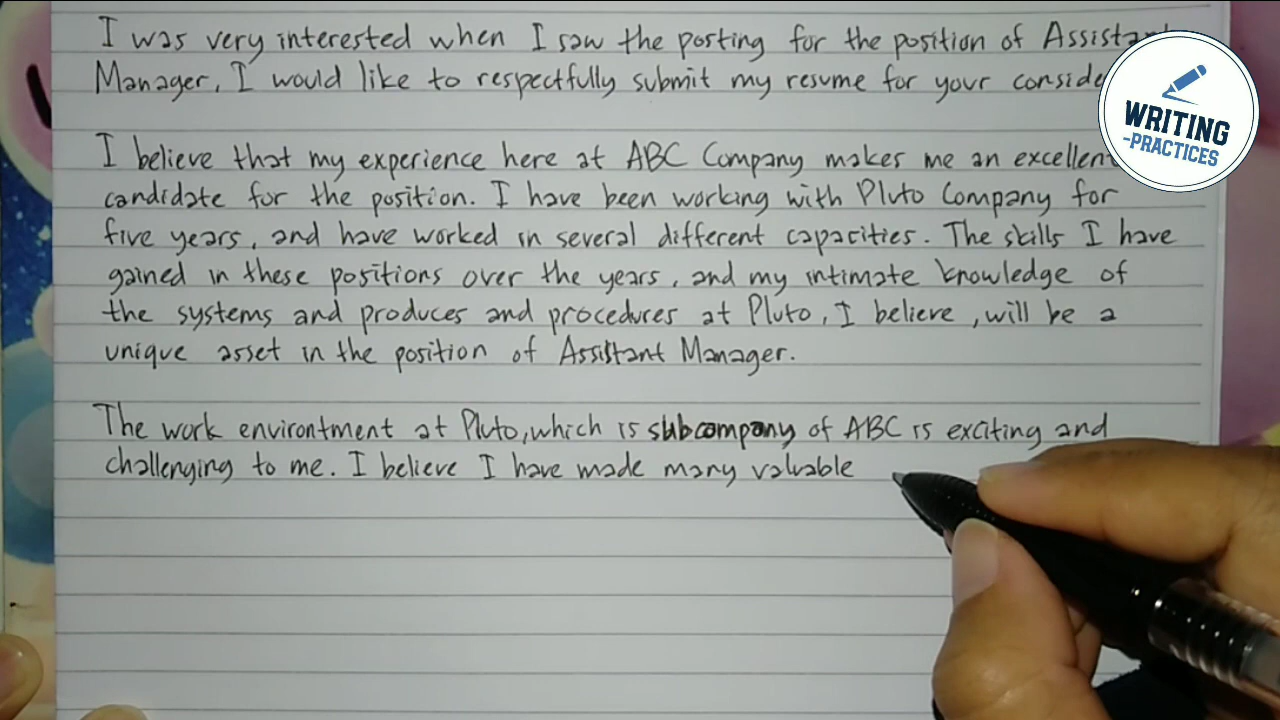 I was very interested when I saw the posting for the position of Assistant
Manager, I would like to respectfully submit my resume for your
I believe that my experience here at ABC Company makes me an excellent
candidate for the position. I have been working with Pluto Company for
five years, and have worked in several different capacities. The skills I have
gained in these positions over the years, and my intimate knowledge of
the systems and produces and procedures at Pluto, I believe, will be a
unique asset in the position of Assistant Manager.
The work environtment at Pluto, which is subcompany of ABC is exciting and
challenging to me. I believe I have made many valuable
WRITING
-PRACTICES